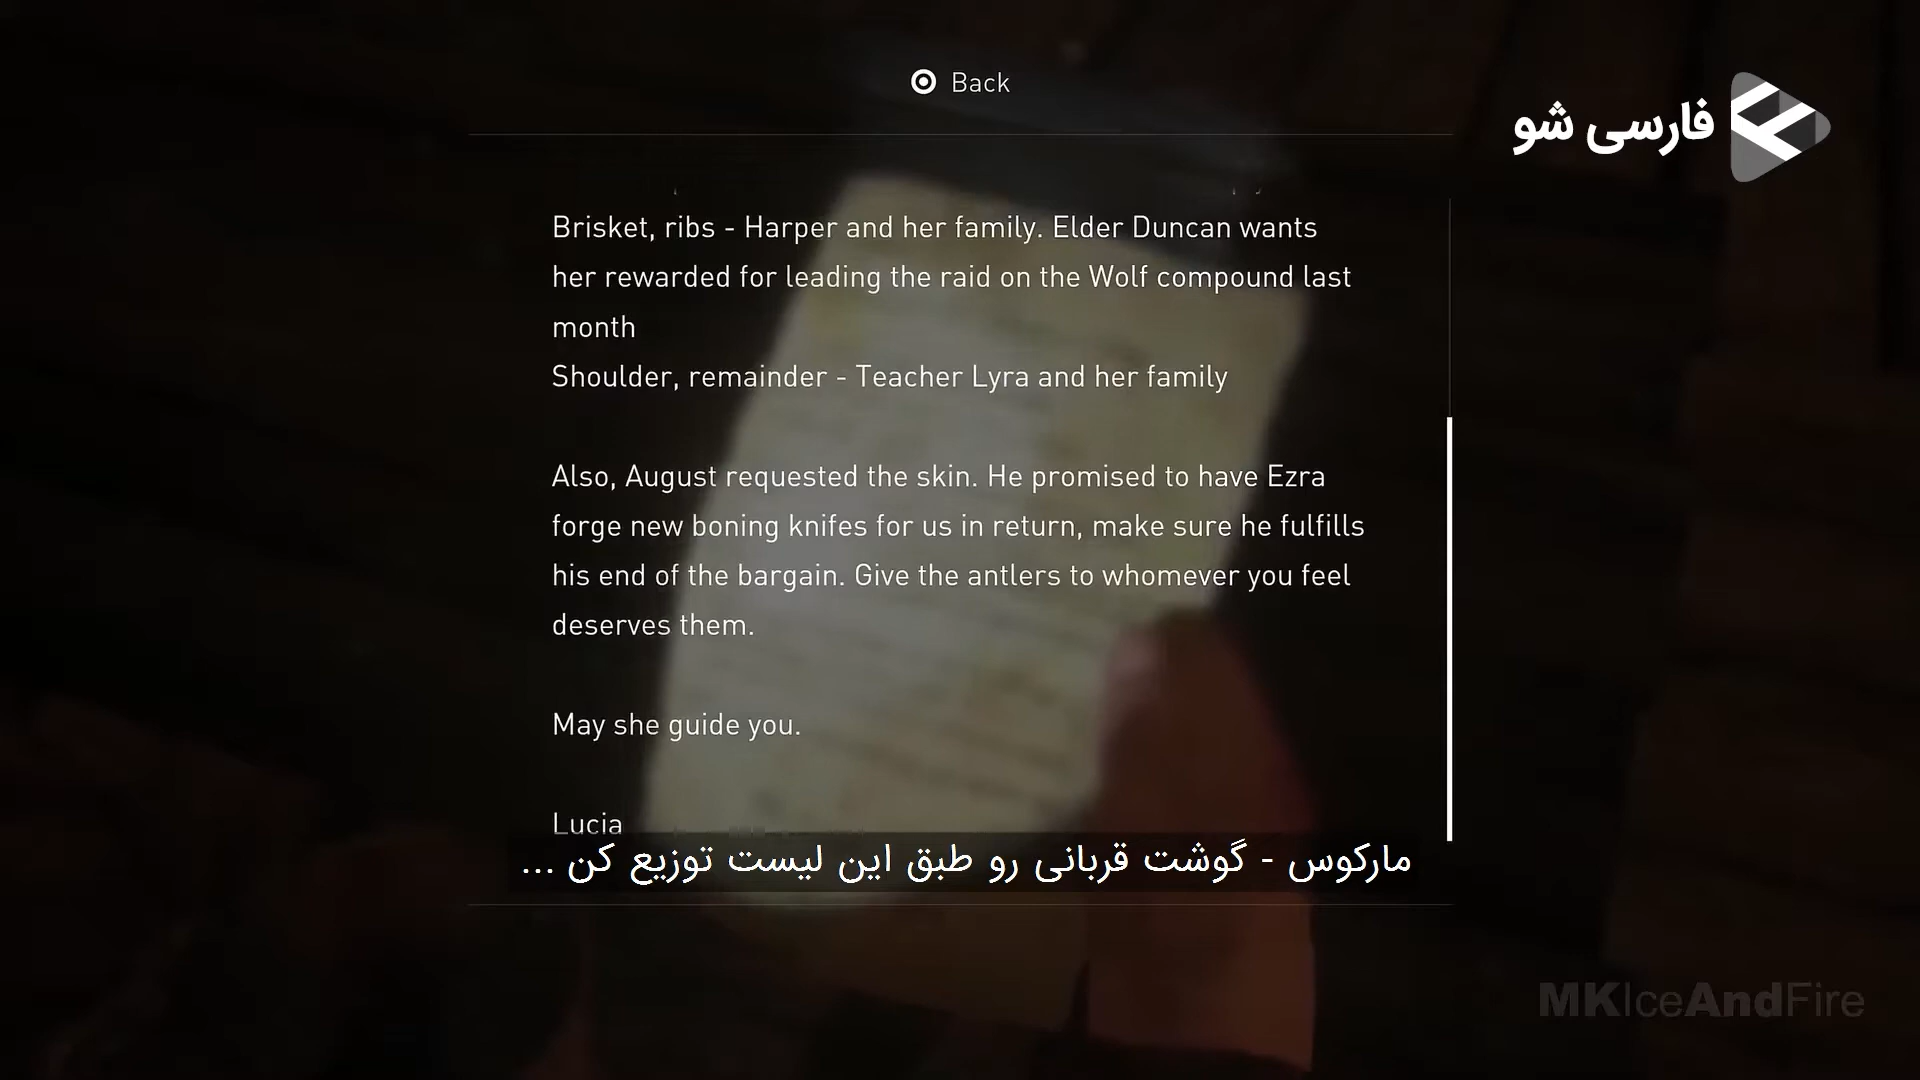 Back
فارسی شو
Brisket, ribs - Harper and her family. Elder Duncan wants
her rewarded for leading the raid on the Wolf compound last
month
Shoulder, remainder - Teacher Lyra and her family
Also, August requested the skin. He promised to have Ezra
forge new boning knifes for us in return, make sure he fulfills
his end of the bargain. Give the antlers to whomever you feel
deserves them.
May she guide you.
Lucia
مارکوس - گوشت قربانی رو طبق این لیست توزیع کن ...
MKIceAndFire